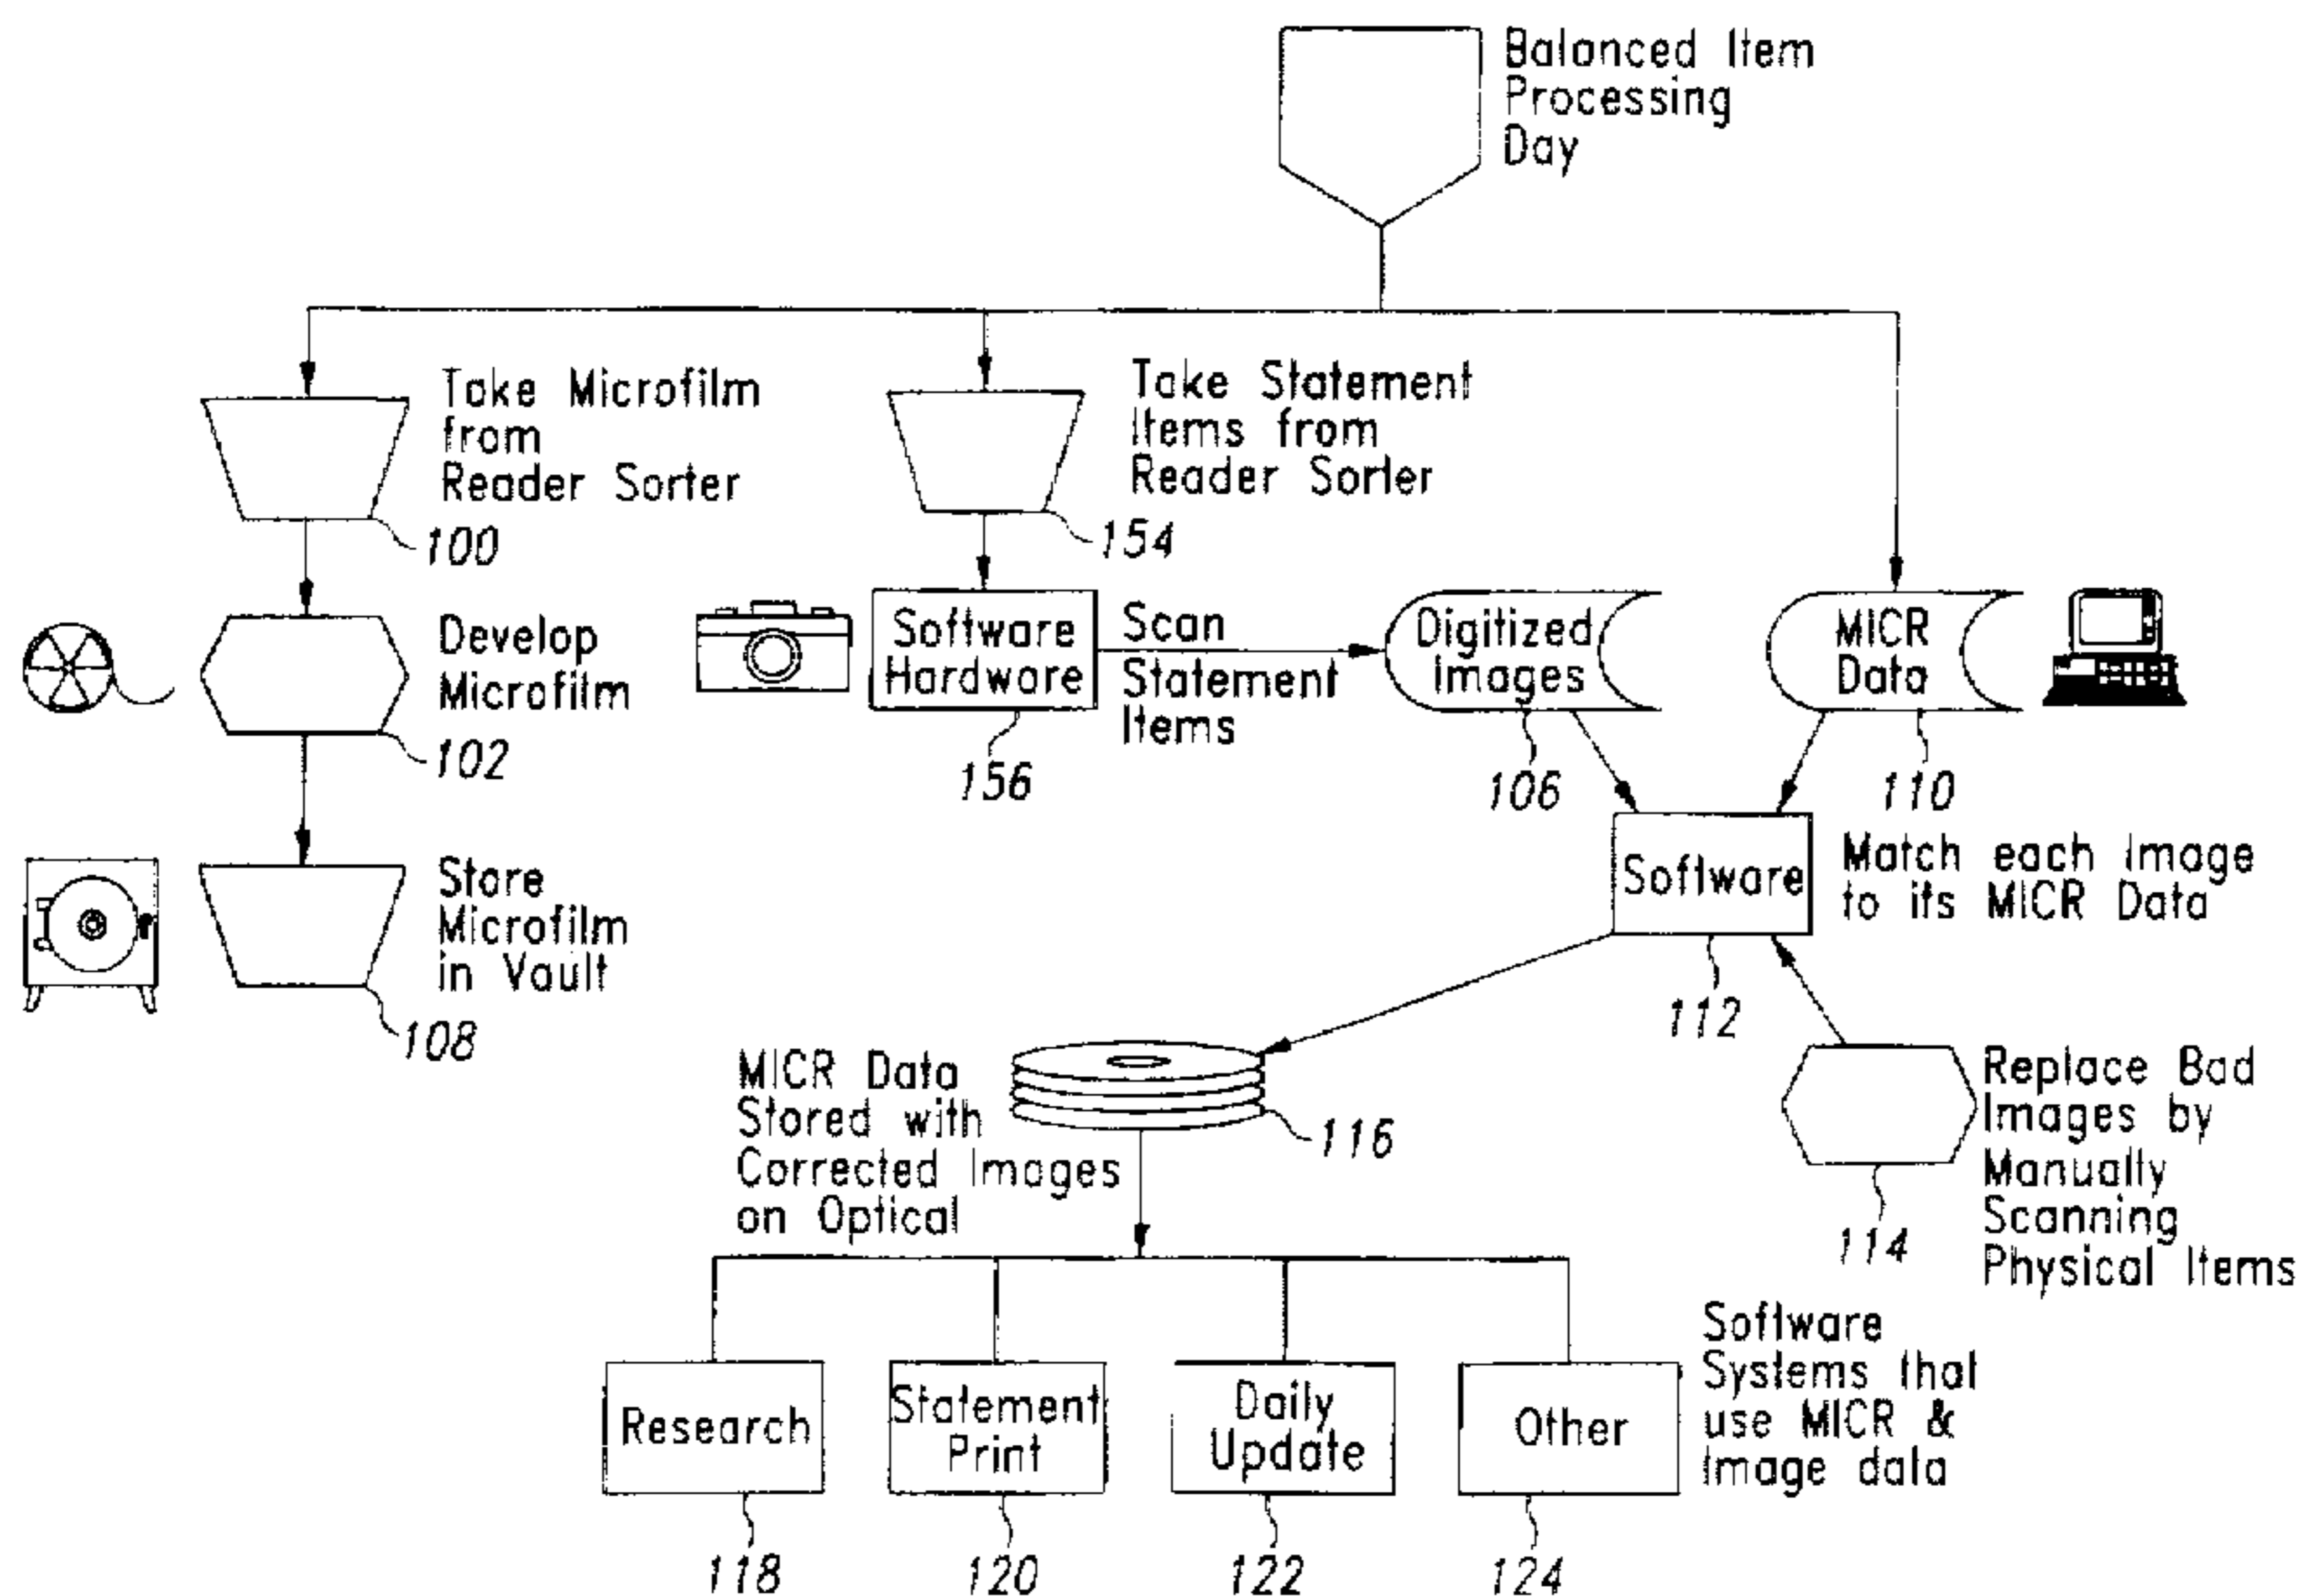 Balanced Item
Processing
Day
Take Microfilm
from
Reader Sorter
100
Take Statement
Items from
Reader Sorter
154
Develop
Microfilm
102
Software
Hardware
156
Scan
Statement
Items
Digitized
Images
106
MICR
Data
110
Store
Microfilm
in Vault
108
Software
112
Match each Image
to its MICR Data
MICR Data
Stored with
Corrected Images
on Optical
116
Replace Bad
Images by
Manually
Scanning
Physical Items
114
Research
118
Statement
Print
120
Daily
Update
122
Other
124
Software
Systems that
use MICR &
Image data